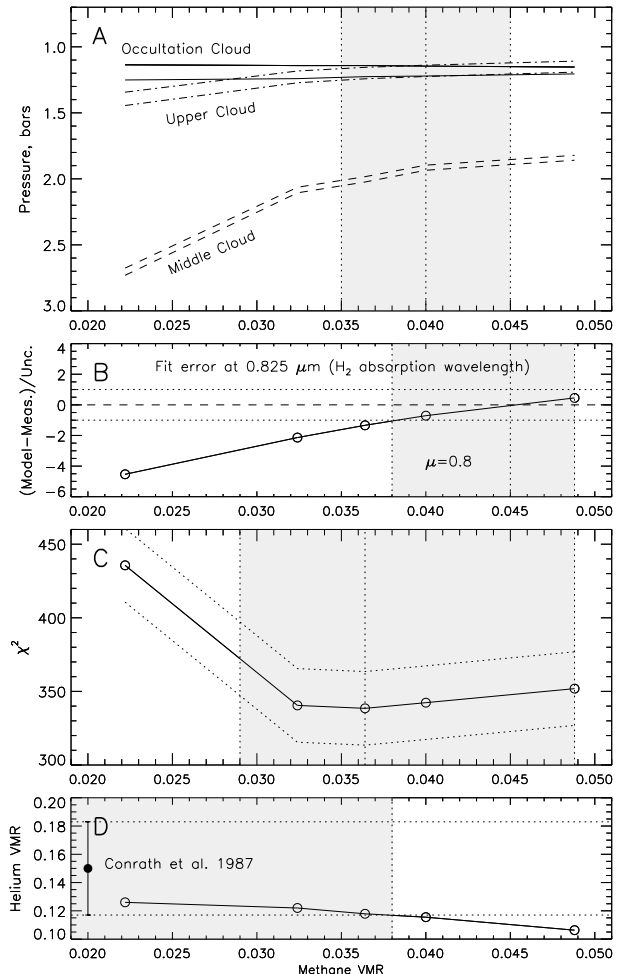 A
Occultation Cloud
Upper Cloud
Middle Cloud
Pressure, bars
1.0
1.5
2.0
2.5
3.0
0.020 0.025 0.030 0.035 0.040 0.045 0.050
B
Fit error at 0.825 μm (H₂ absorption wavelength)
μ=0.8
(Model-Meas.)/Unc.
4
2
0
-2
-4
-6
0.020 0.025 0.030 0.035 0.040 0.045 0.050
C
χ²
450
400
350
300
0.020 0.025 0.030 0.035 0.040 0.045 0.050
D
Conrath et al. 1987
Helium VMR
0.20
0.18
0.16
0.14
0.12
0.10
0.020 0.025 0.030 0.035 0.040 0.045 0.050
Methane VMR